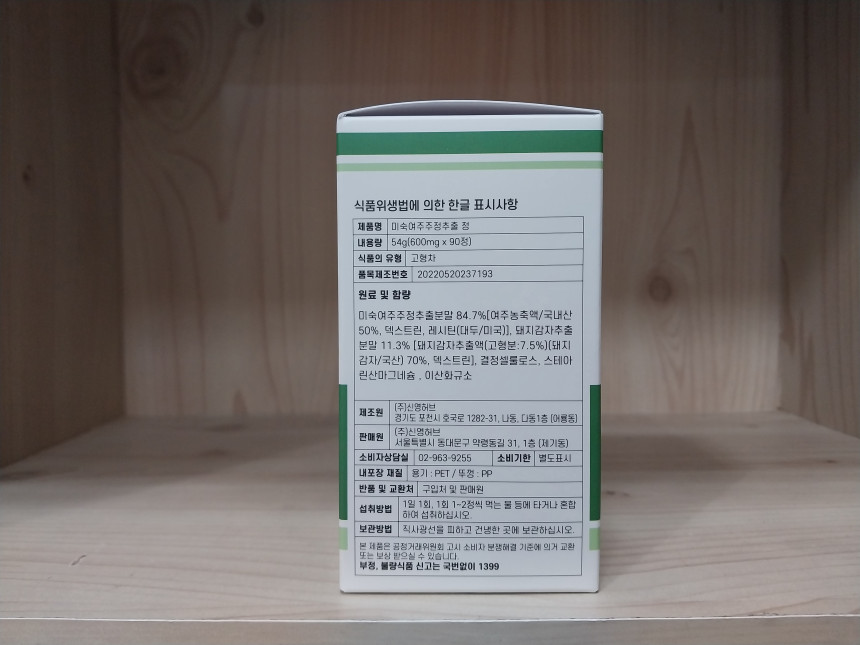 식품위생법에 의한 한글 표시사항
제품명 미숙여주주정추출 정
내용량 54g(600mg x 90정)
식품의 유형 고형차
품목제조번호 20220520237193
원료 및 함량
미숙여주주정추출분말 84.7%[여주농축액/국내산
50%, 덱스트린, 레시틴(대두/미국)], 돼지감자추출
분말 11.3% [돼지감자추출액(고형분:7.5%)(돼지
감자/국산) 70%, 덱스트린], 결정셀룰로스, 스테아
린산마그네슘 , 이산화규소
제조원 (주)신명허브
경기도 포천시 호국로 1282-31, 나동, 다동1층 (어룡동)
판매원 (주)신명허브
서울특별시 동대문구 약령동길 31, 1층 (제기동)
소비자상담실 02-963-9255 소비기한 별도표시
내포장 재질 용기 : PET / 뚜껑 : PP
반품 및 교환처 구입처 및 판매원
섭취방법 1일 1회, 1회 1~2정씩 먹는 물 등에 타거나 혼합
하여 섭취하십시오.
보관방법 직사광선을 피하고 건냉한 곳에 보관하십시오.
본 제품은 공정거래위원회 고시 소비자 분쟁해결 기준에 의거 교환
또는 보상 받으실 수 있습니다.
부정, 불량식품 신고는 국번없이 1399